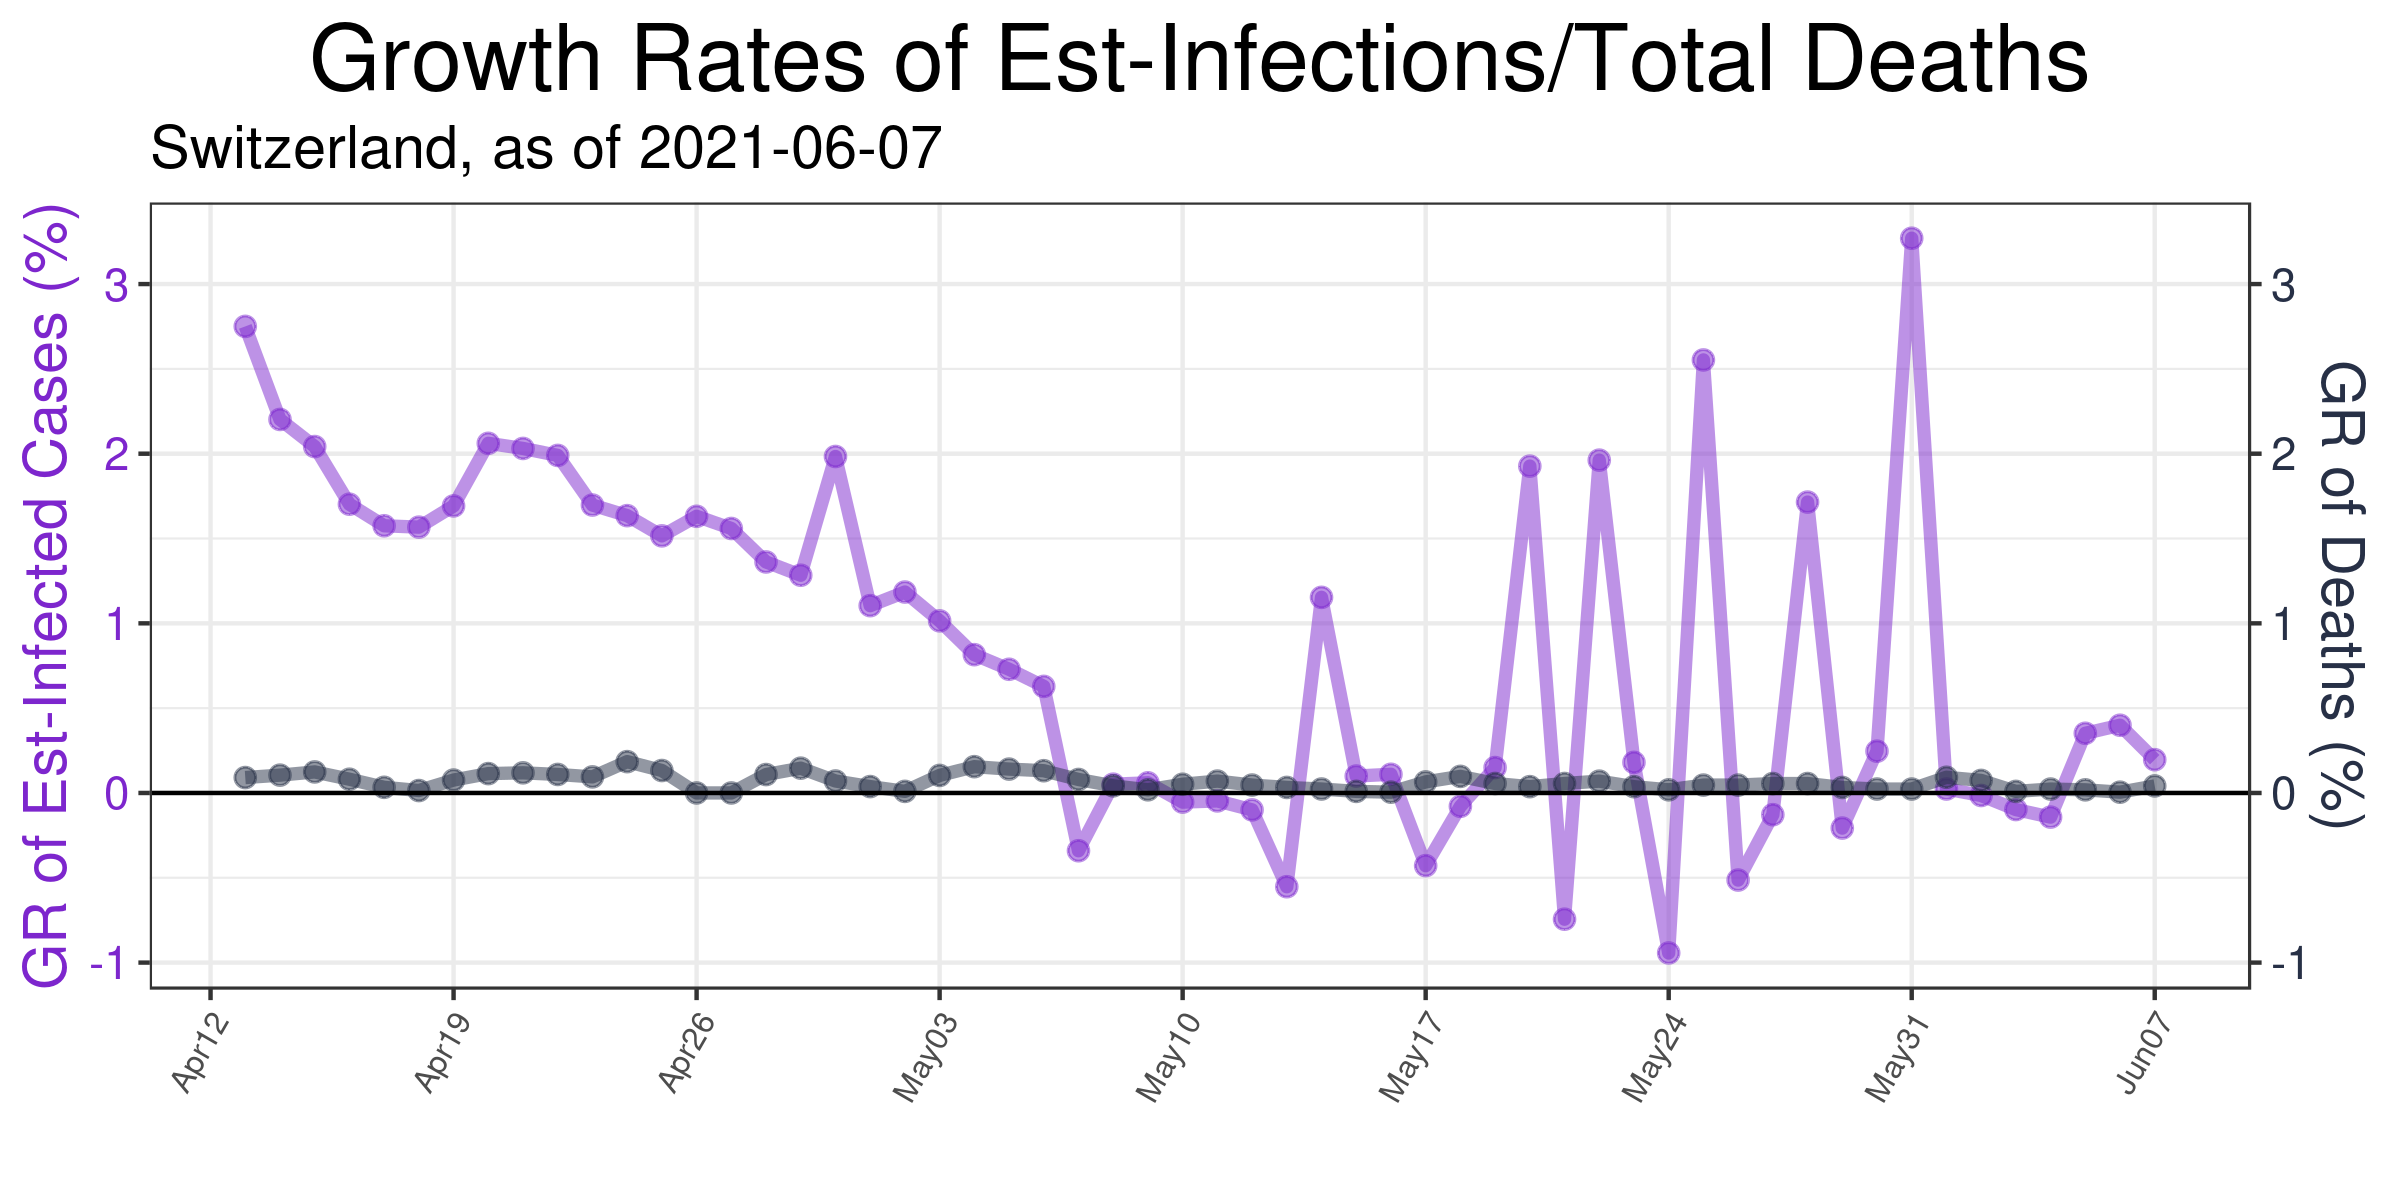 Growth Rates of Est-Infections/Total Deaths
Switzerland, as of 2021-06-07
GR of Est-Infected Cases (%)
3
2
1
0
-1
3
2
1
0
-1
GR of Deaths (%)
Apr12
Apr19
Apr26
May03
May10
May17
May24
May31
Jun07